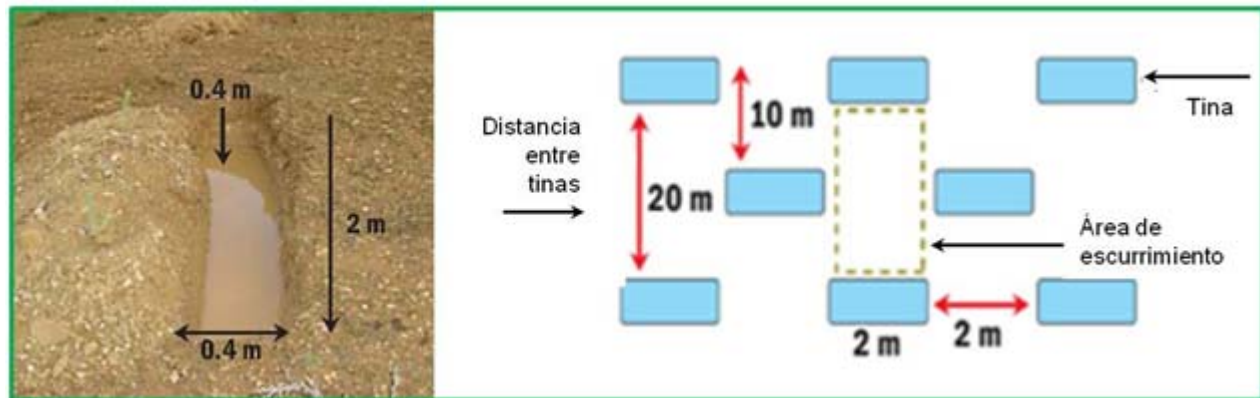 0.4 m
2 m
0.4 m
Distancia
entre
tinas
10 m
20 m
Tina
Área de
escurrimiento
2 m
2 m